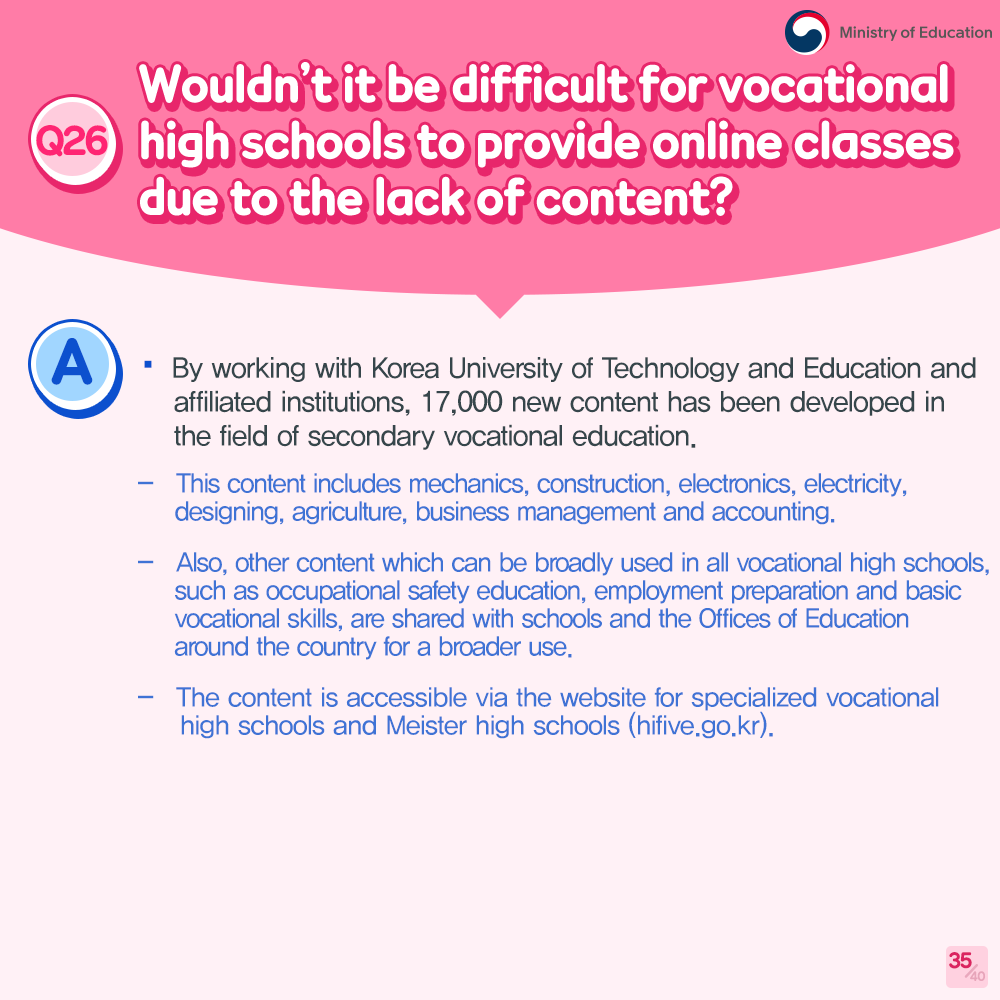 Ministry of Education
Q26
Wouldn't it be difficult for vocational
high schools to provide online classes
due to the lack of content?
A
▪ By working with Korea University of Technology and Education and
affiliated institutions, 17,000 new content has been developed in
the field of secondary vocational education.
– This content includes mechanics, construction, electronics, electricity,
designing, agriculture, business management and accounting.
– Also, other content which can be broadly used in all vocational high schools,
such as occupational safety education, employment preparation and basic
vocational skills, are shared with schools and the Offices of Education
around the country for a broader use.
– The content is accessible via the website for specialized vocational
high schools and Meister high schools (hifive.go.kr).
35/40